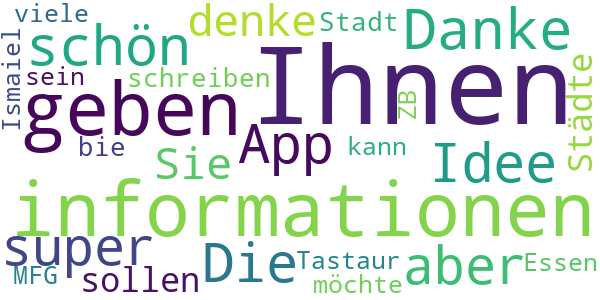 viele
denke
Stadt
Danke
Ismaiel
schön
Ihnen
sein
schreiben
geben
ZB
Städte
bie
App
kann
Idee
Sie
informationen
super
Die
aber
MFG
sollen
Tastaur
möchte
Essen